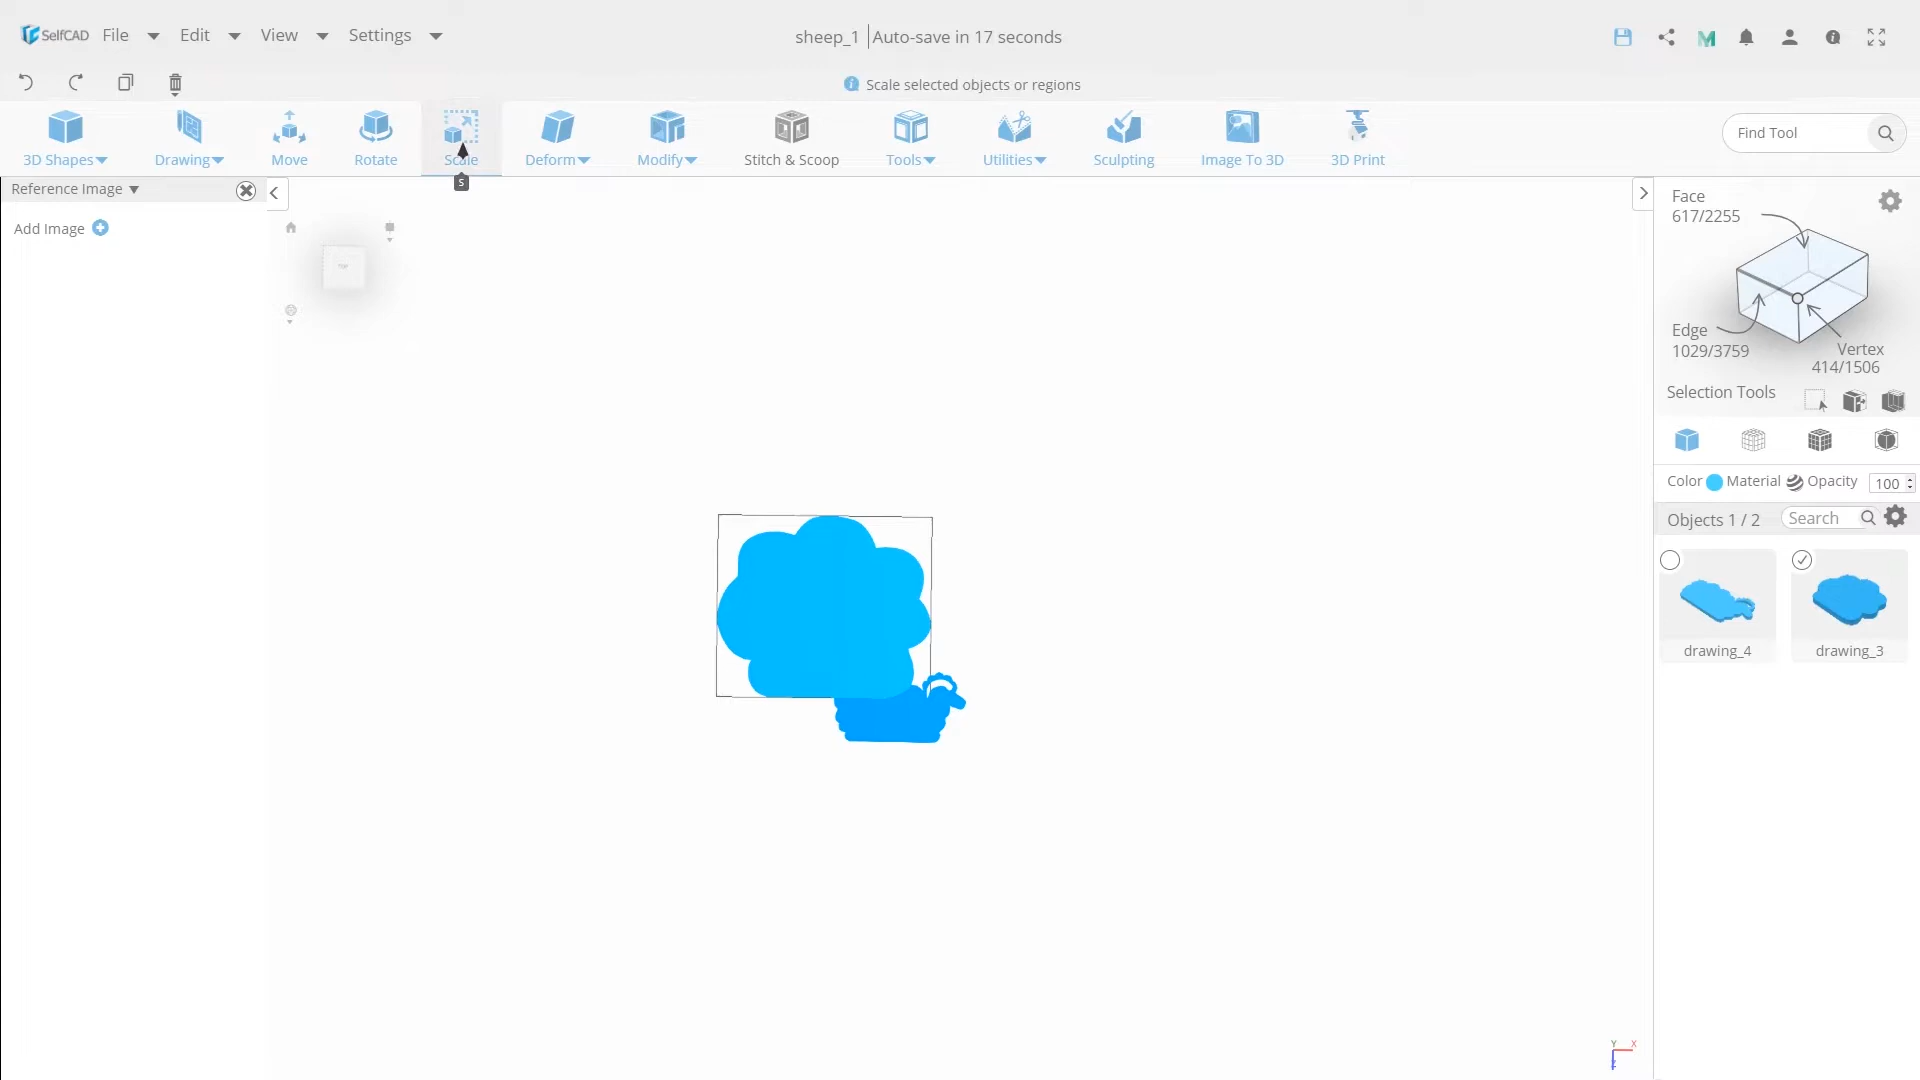 SelfCAD File Edit View Settings
sheep_1 Auto-save in 17 seconds
Scale selected objects or regions
3D Shapes Drawing Move Rotate Scale Deform Modify Stitch & Scoop Tools Utilities Sculpting Image To 3D 3D Print
Find Tool
S
Reference Image
Add Image
TOP
Face
617/2255
Edge
1029/3759
Vertex
414/1506
Selection Tools
Color Material Opacity 100
Objects 1 / 2 Search
drawing_4 drawing_3
Y X
Z